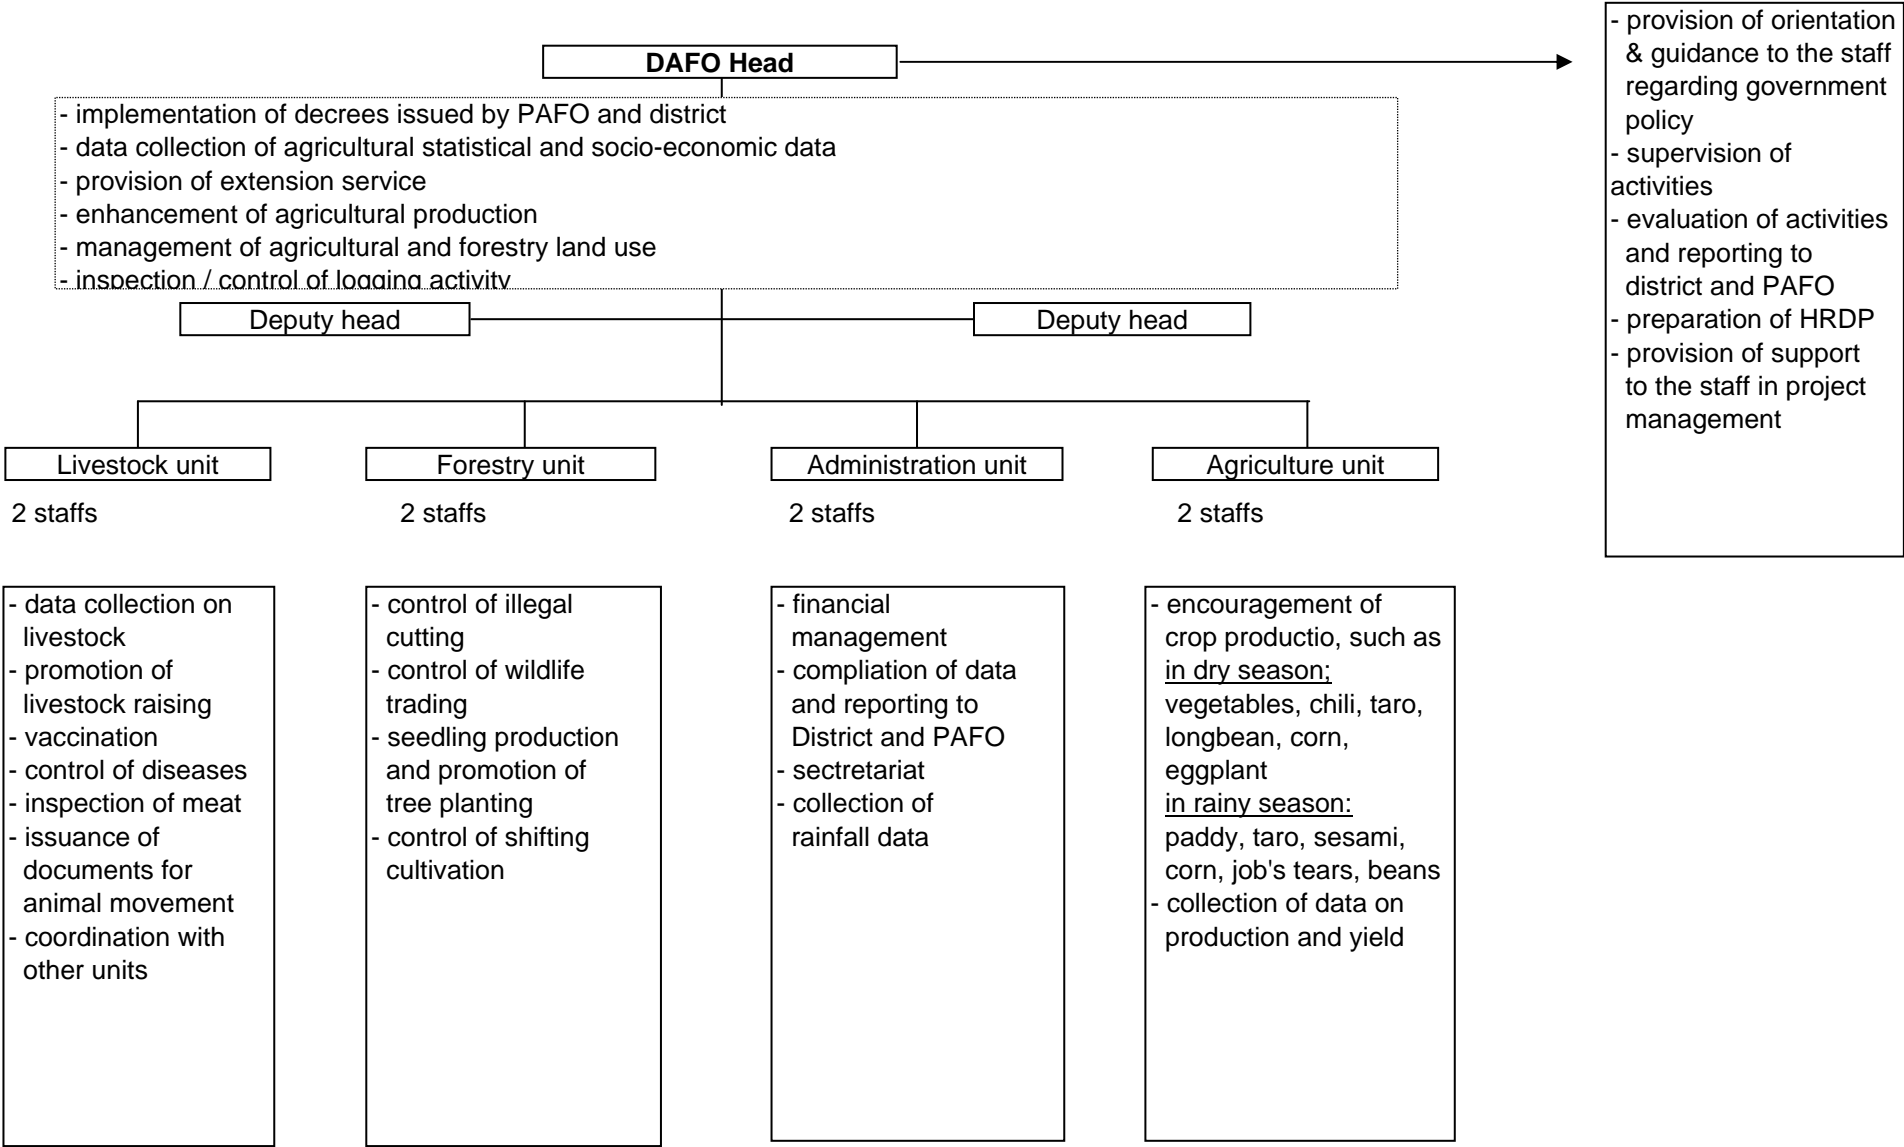 DAFO Head
- implementation of decrees issued by PAFO and district
- data collection of agricultural statistical and socio-economic data
- provision of extension service
- enhancement of agricultural production
- management of agricultural and forestry land use
- inspection / control of logging activity
- provision of orientation
& guidance to the staff
regarding government
policy
- supervision of
activities
- evaluation of activities
and reporting to
district and PAFO
- preparation of HRDP
- provision of support
to the staff in project
management
Deputy head
Deputy head
Livestock unit
2 staffs
- data collection on
livestock
- promotion of
livestock raising
- vaccination
- control of diseases
- inspection of meat
- issuance of
documents for
animal movement
- coordination with
other units
Forestry unit
2 staffs
- control of illegal
cutting
- control of wildlife
trading
- seedling production
and promotion of
tree planting
- control of shifting
cultivation
Administration unit
2 staffs
- financial
management
- compliation of data
and reporting to
District and PAFO
- sectretariat
- collection of
rainfall data
Agriculture unit
2 staffs
- encouragement of
crop productio, such as
in dry season;
vegetables, chili, taro,
longbean, corn,
eggplant
in rainy season:
paddy, taro, sesami,
corn, job's tears, beans
- collection of data on
production and yield